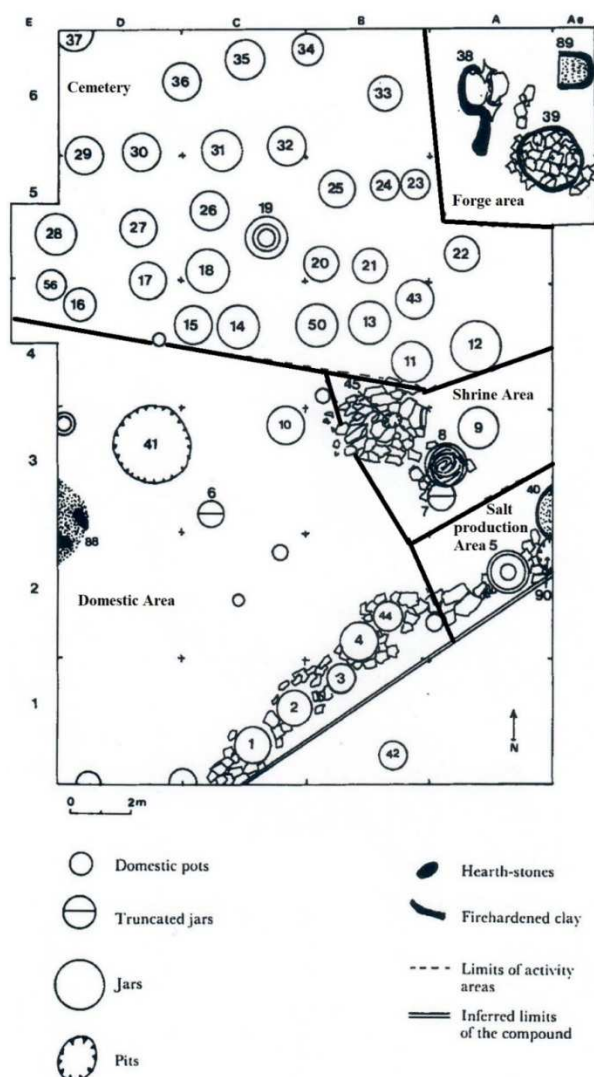 E D C B A Ae
37 35 34 38 89
Cemetery 36
6 33 39
29 30 31 32
25 24 23 Forge area
5 26 19
28 27 22
18 20 21
56 17 43
16 15 14 50 13 12
4 11
45 Shrine Area
10 8 9
41
3 6 7 40
Salt
production
Area 5
88
2 90
Domestic Area 44
4
3
1 2
1 42
N
0 2m
Domestic pots
Truncated jars
Jars
Pits
Hearth-stones
Firehardened clay
Limits of activity
areas
Inferred limits
of the compound